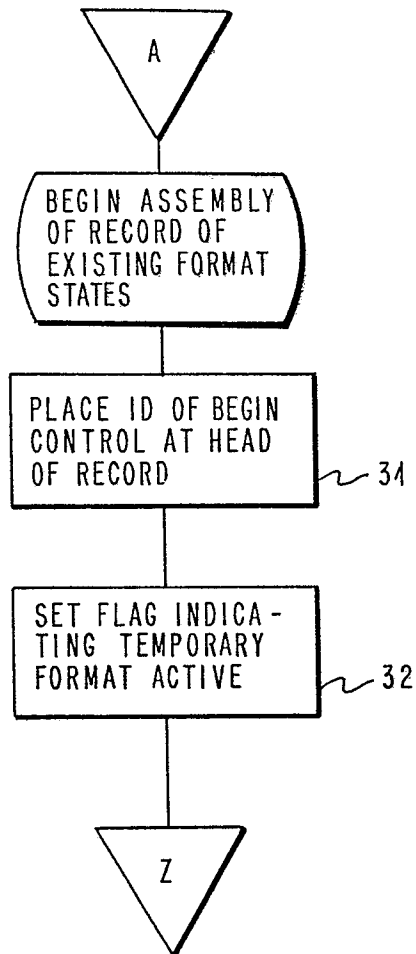 A
BEGIN ASSEMBLY
OF RECORD OF
EXISTING FORMAT
STATES
PLACE ID OF BEGIN
CONTROL AT HEAD
OF RECORD
31
SET FLAG INDICA-
TING TEMPORARY
FORMAT ACTIVE
32
Z